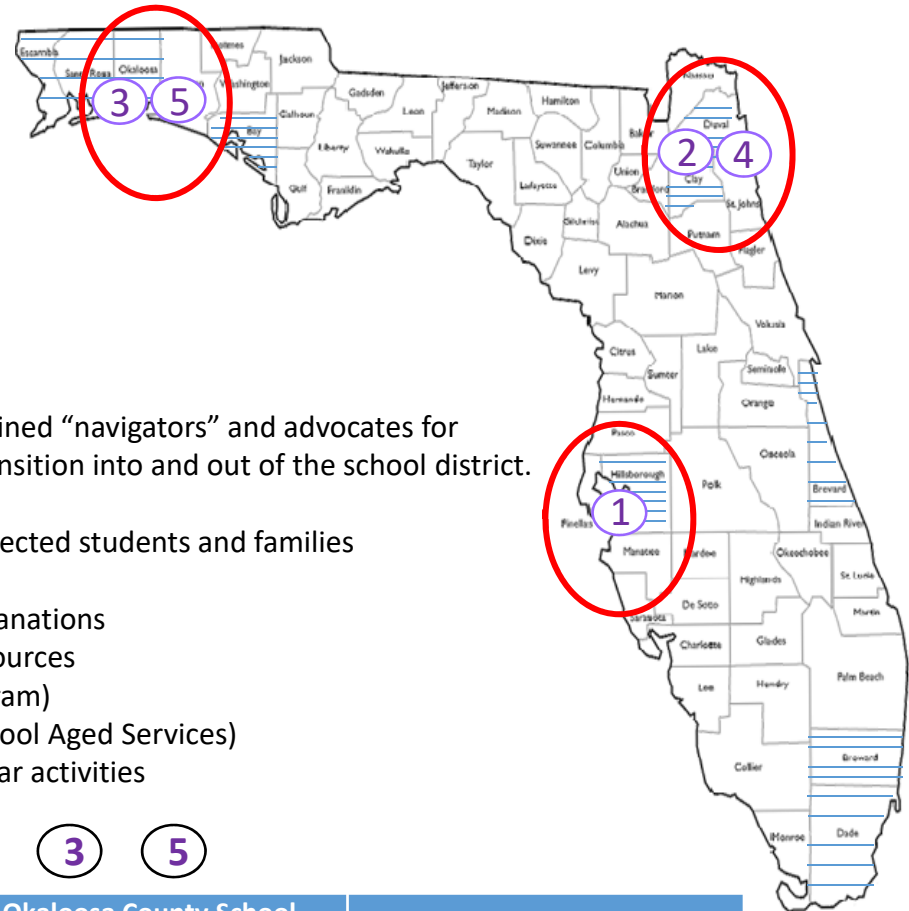 Escambia
Santa Rosa
Okaloosa
Washington
Jackson
Bay
Calhoun
Gulf
Liberty
Franklin
Gadsden
Leon
Wakulla
Jefferson
Madison
Taylor
Hamilton
Suwannee
Lafayette
Dixie
Columbia
Gilchrist
Levy
Baker
Union
Bradford
Alachua
Nassau
Duval
Clay
St. Johns
Putnam
Flagler
3
5
2
4
Marion
Volusia
Citrus
Sumter
Lake
Seminole
Hernando
Orange
Pasco
Osceola
Hillsborough
Polk
Brevard
1
Pinellas
Indian River
Manatee
Hardee
Okeechobee
Highlands
St. Lucie
Sarasota
De Soto
Martin
Charlotte
Glades
Lee
Hendry
Palm Beach
Collier
Broward
Monroe
Dade
ined “navigators” and advocates for
nsition into and out of the school district.
ected students and families
anations
ources
ram)
ool Aged Services)
ar activities
3
5
Okaloosa County School